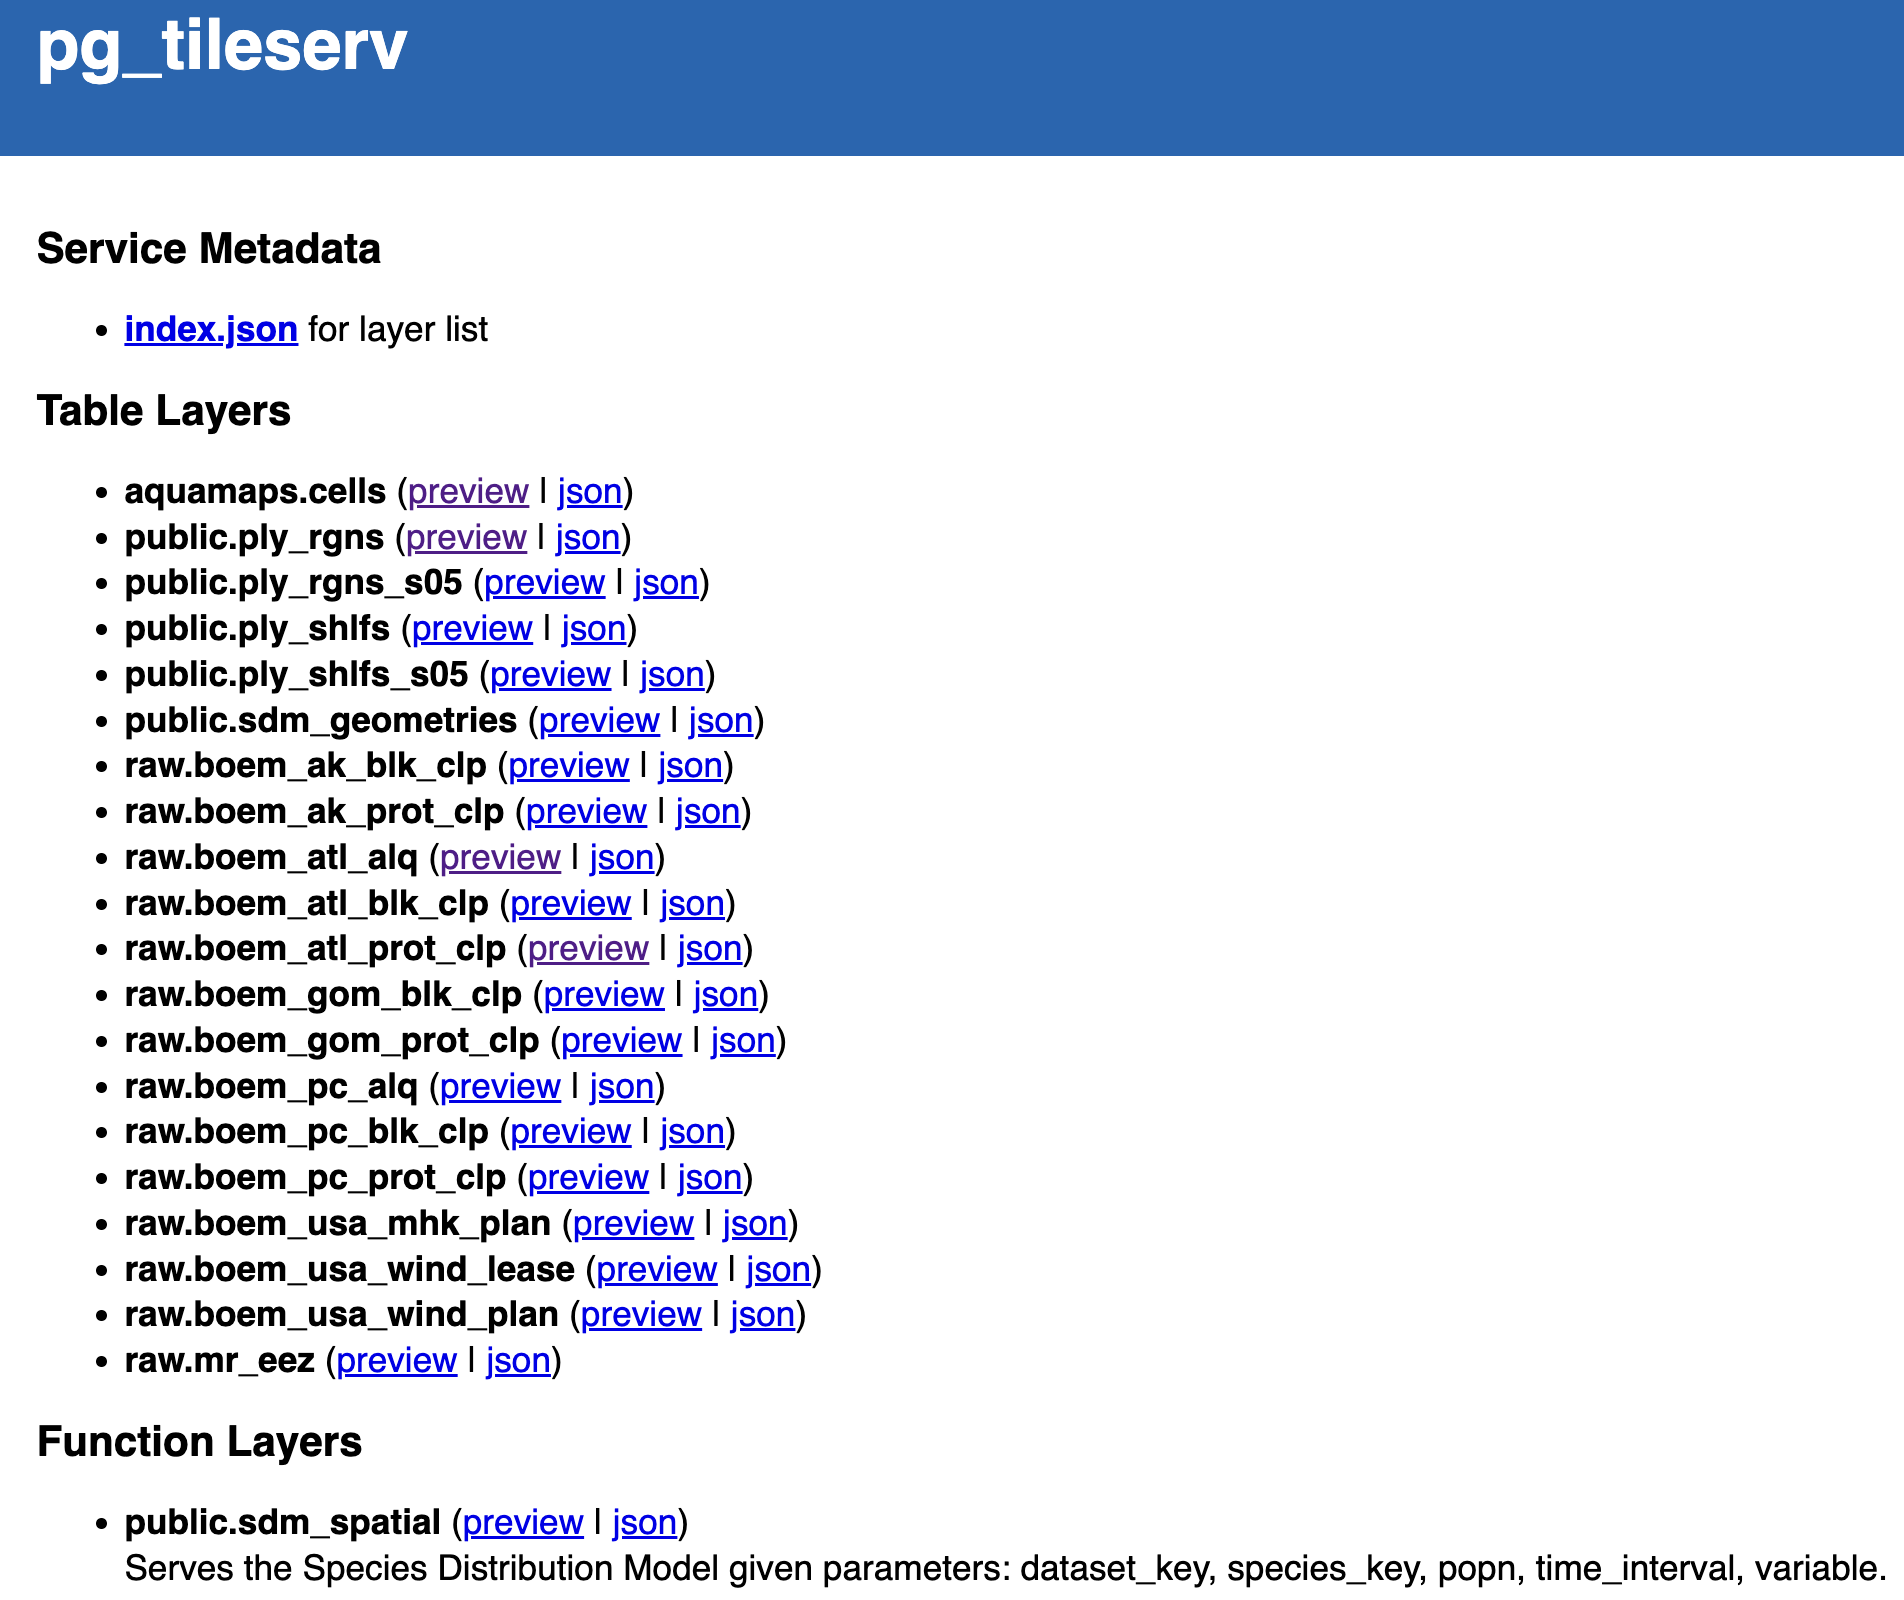 pg_tileserv
Service Metadata
• index.json for layer list
Table Layers
• aquamaps.cells (preview | json)
• public.ply_rgns (preview | json)
• public.ply_rgns_s05 (preview | json)
• public.ply_shlfs (preview | json)
• public.ply_shlfs_s05 (preview | json)
• public.sdm_geometries (preview | json)
• raw.boem_ak_blk_clp (preview | json)
• raw.boem_ak_prot_clp (preview | json)
• raw.boem_atl_alq (preview | json)
• raw.boem_atl_blk_clp (preview | json)
• raw.boem_atl_prot_clp (preview | json)
• raw.boem_gom_blk_clp (preview | json)
• raw.boem_gom_prot_clp (preview | json)
• raw.boem_pc_alq (preview | json)
• raw.boem_pc_blk_clp (preview | json)
• raw.boem_pc_prot_clp (preview | json)
• raw.boem_usa_mhk_plan (preview | json)
• raw.boem_usa_wind_lease (preview | json)
• raw.boem_usa_wind_plan (preview | json)
• raw.mr_eez (preview | json)
Function Layers
• public.sdm_spatial (preview | json)
Serves the Species Distribution Model given parameters: dataset_key, species_key, popn, time_interval, variable.